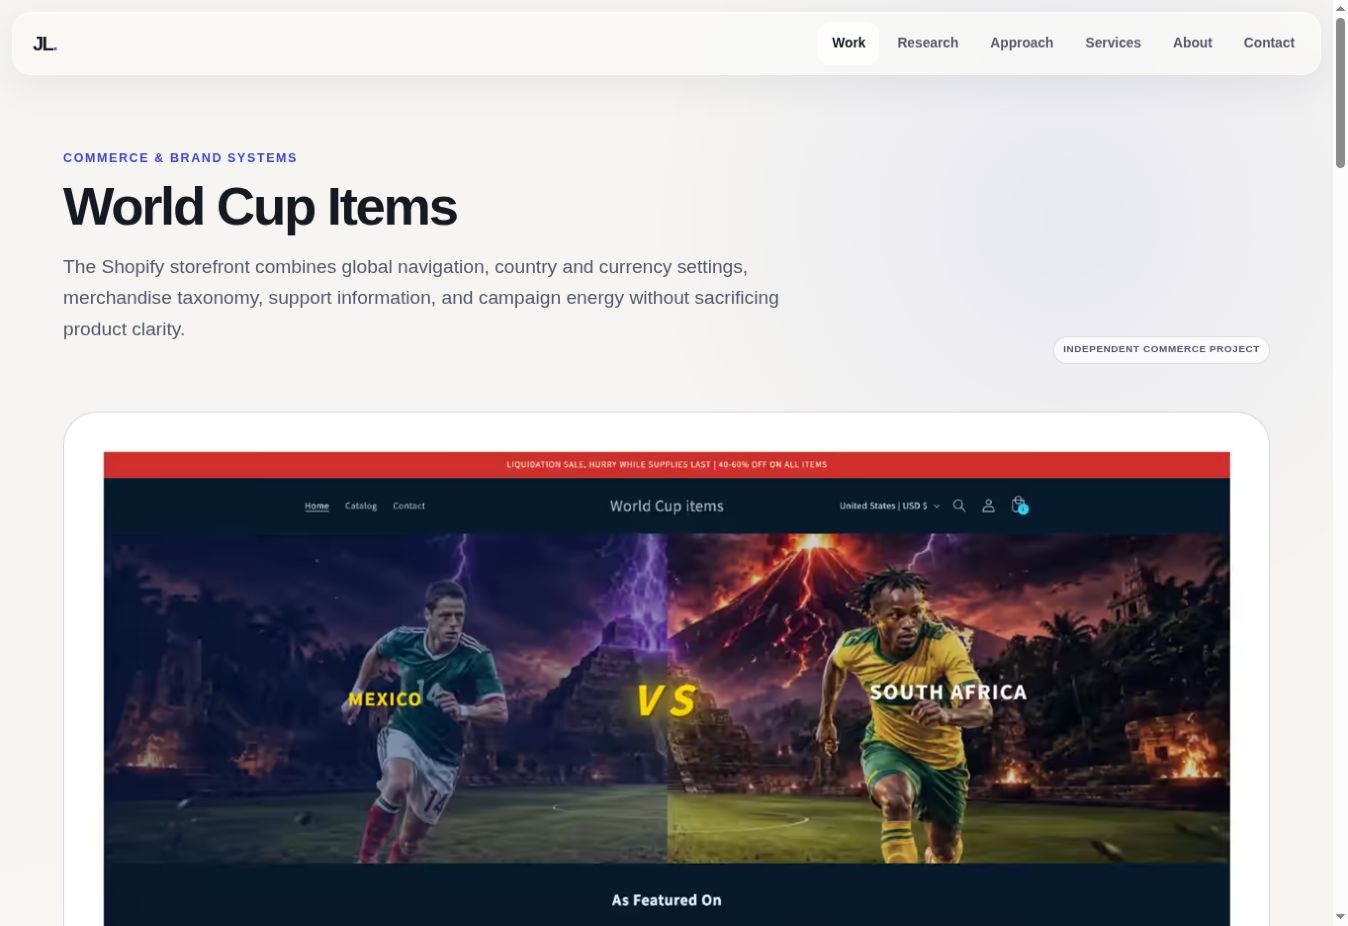 JL.
Work Research Approach Services About Contact
COMMERCE & BRAND SYSTEMS
World Cup Items
The Shopify storefront combines global navigation, country and currency settings,
merchandise taxonomy, support information, and campaign energy without sacrificing
product clarity.
INDEPENDENT COMMERCE PROJECT
LIQUIDATION SALE, HURRY WHILE SUPPLIES LAST | 40-60% OFF ON ALL ITEMS
Home Catalog Contact World Cup items United States | USD $
MEXICO VS SOUTH AFRICA
14
14
As Featured On